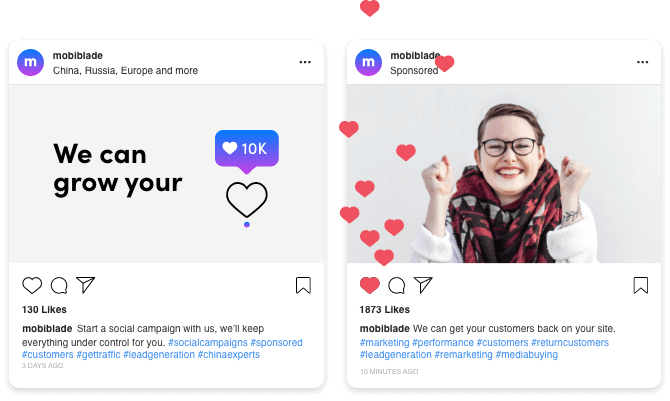 m
mobiblade
China, Russia, Europe and more
We can
grow your
10K
130 Likes
mobiblade Start a social campaign with us, we'll keep
everything under control for you. #socialcampaigns #sponsored
#customers #gettraffic #leadgeneration #chinaexperts
3 DAYS AGO
m
mobiblade
Sponsored
1873 Likes
mobiblade We can get your customers back on your site.
#marketing #performance #customers #returncustomers
#leadgeneration #remarketing #mediabuying
10 MINUTES AGO